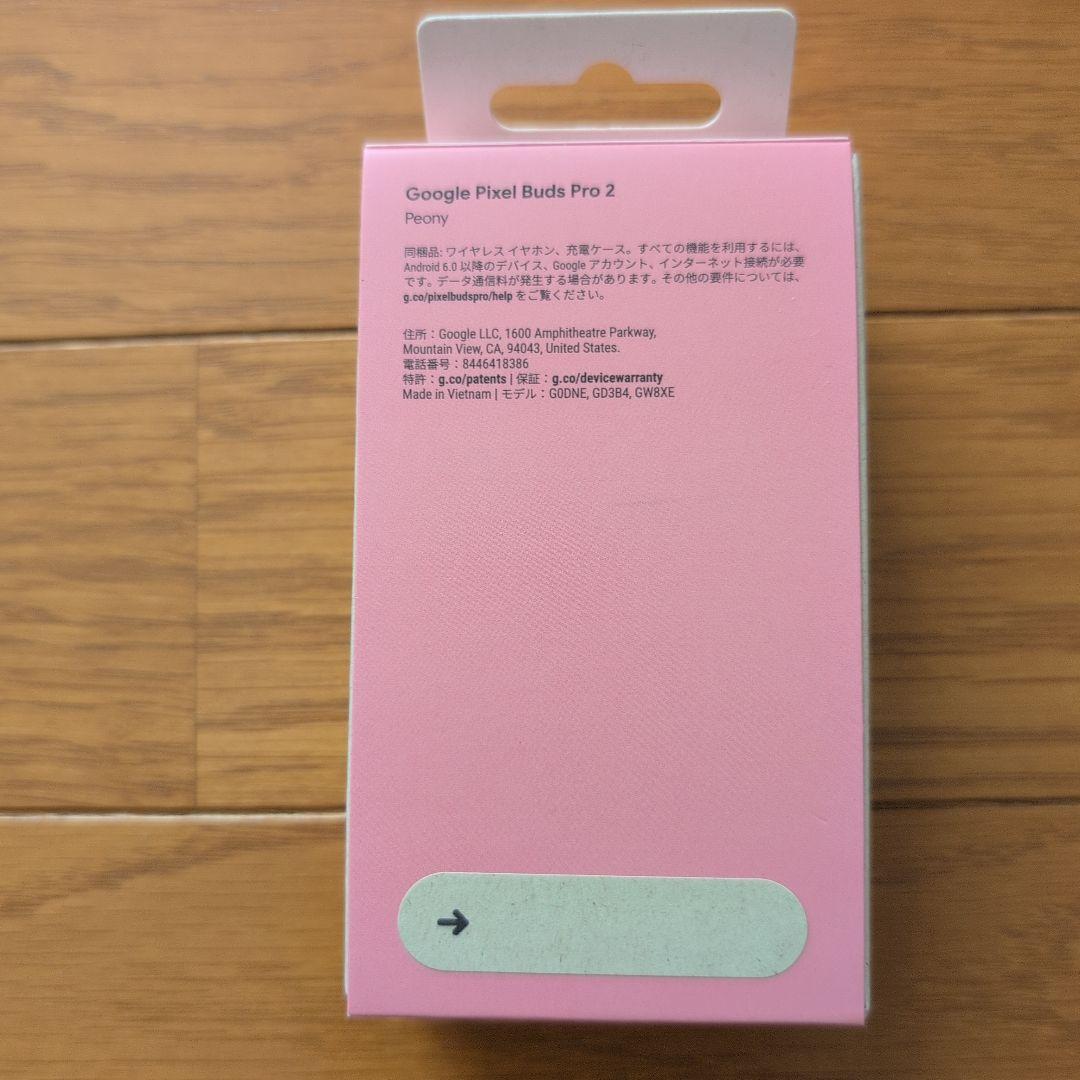 Google Pixel Buds Pro 2
Peony
同梱品: ワイヤレス イヤホン、充電ケース。すべての機能を利用するには、
Android 6.0 以降のデバイス、Google アカウント、インターネット接続が必要
です。データ通信料が発生する場合があります。その他の要件については、
g.co/pixelbudspro/help をご覧ください。
住所：Google LLC, 1600 Amphitheatre Parkway,
Mountain View, CA, 94043, United States.
電話番号：8446418386
特許：g.co/patents | 保証：g.co/devicewarranty
Made in Vietnam | モデル：G0DNE, GD3B4, GW8XE